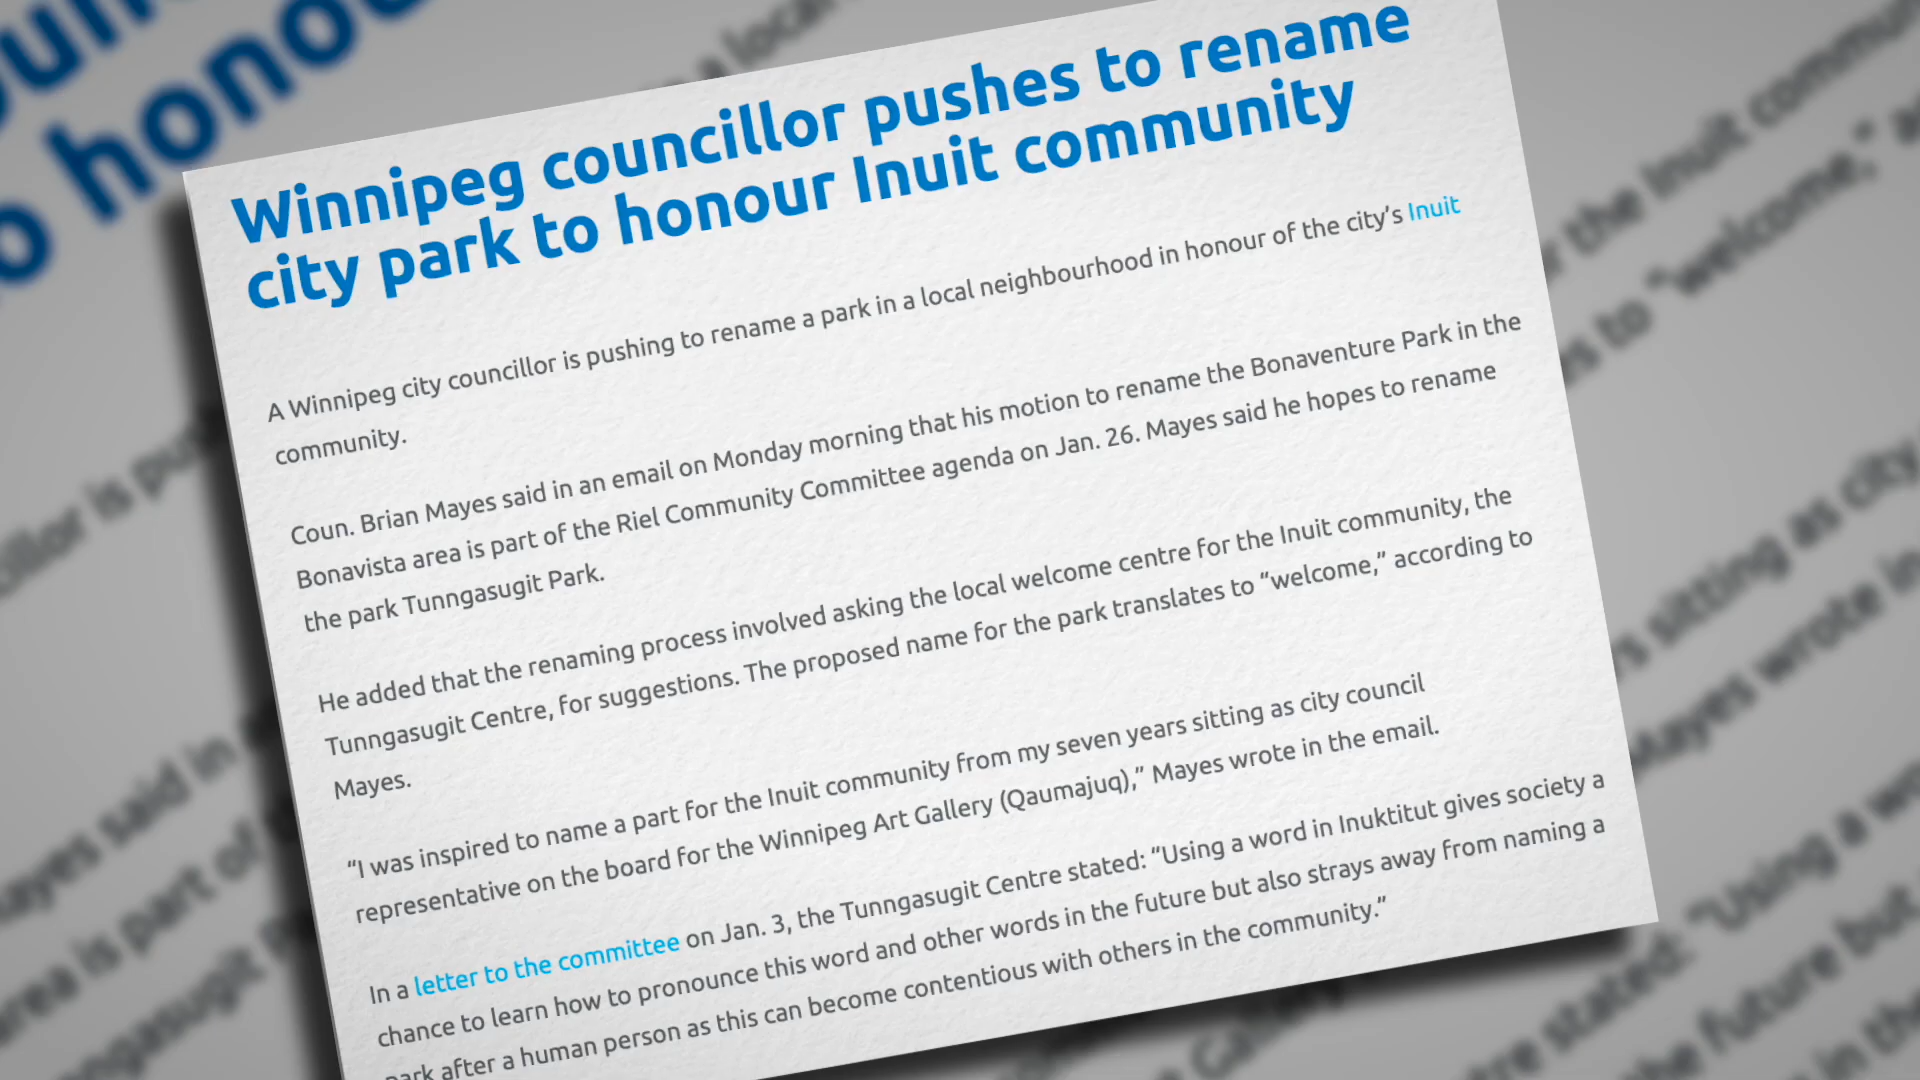 Winnipeg councillor pushes to rename
city park to honour Inuit community
A Winnipeg city councillor is pushing to rename a park in a local neighbourhood in honour of the city’s Inuit
community.
Coun. Brian Mayes said in an email on Monday morning that his motion to rename the Bonaventure Park in the
Bonavista area is part of the Riel Community Committee agenda on Jan. 26. Mayes said he hopes to rename
the park Tunngasugit Park.
He added that the renaming process involved asking the local welcome centre for the Inuit community, the
Tunngasugit Centre, for suggestions. The proposed name for the park translates to “welcome,” according to
Mayes.
“I was inspired to name a part for the Inuit community from my seven years sitting as city council
representative on the board for the Winnipeg Art Gallery (Qaumajuq),” Mayes wrote in the email.
In a letter to the committee on Jan. 3, the Tunngasugit Centre stated: “Using a word in Inuktitut gives society a
chance to learn how to pronounce this word and other words in the future but also strays away from naming a
park after a human person as this can become contentious with others in the community.”